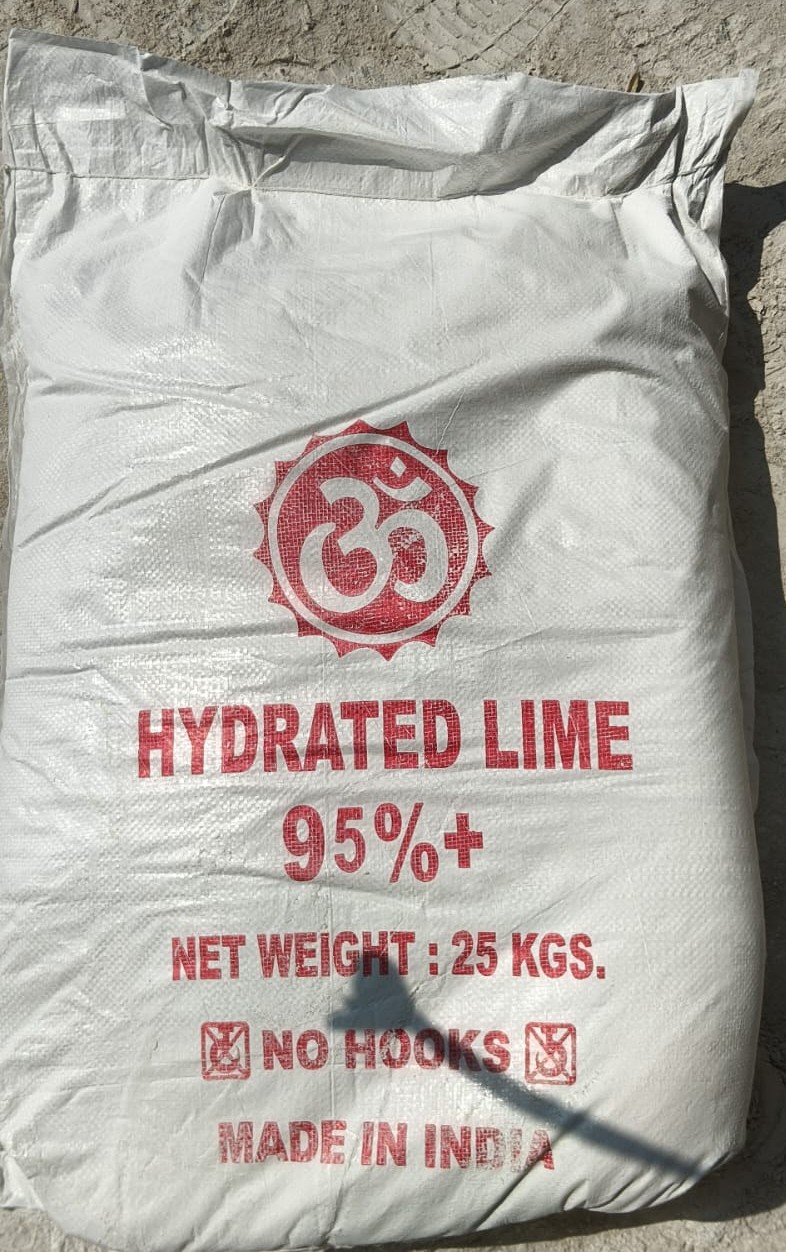 ॐ
HYDRATED LIME
95%+
NET WEIGHT : 25 KGS.
NO HOOKS
MADE IN INDIA